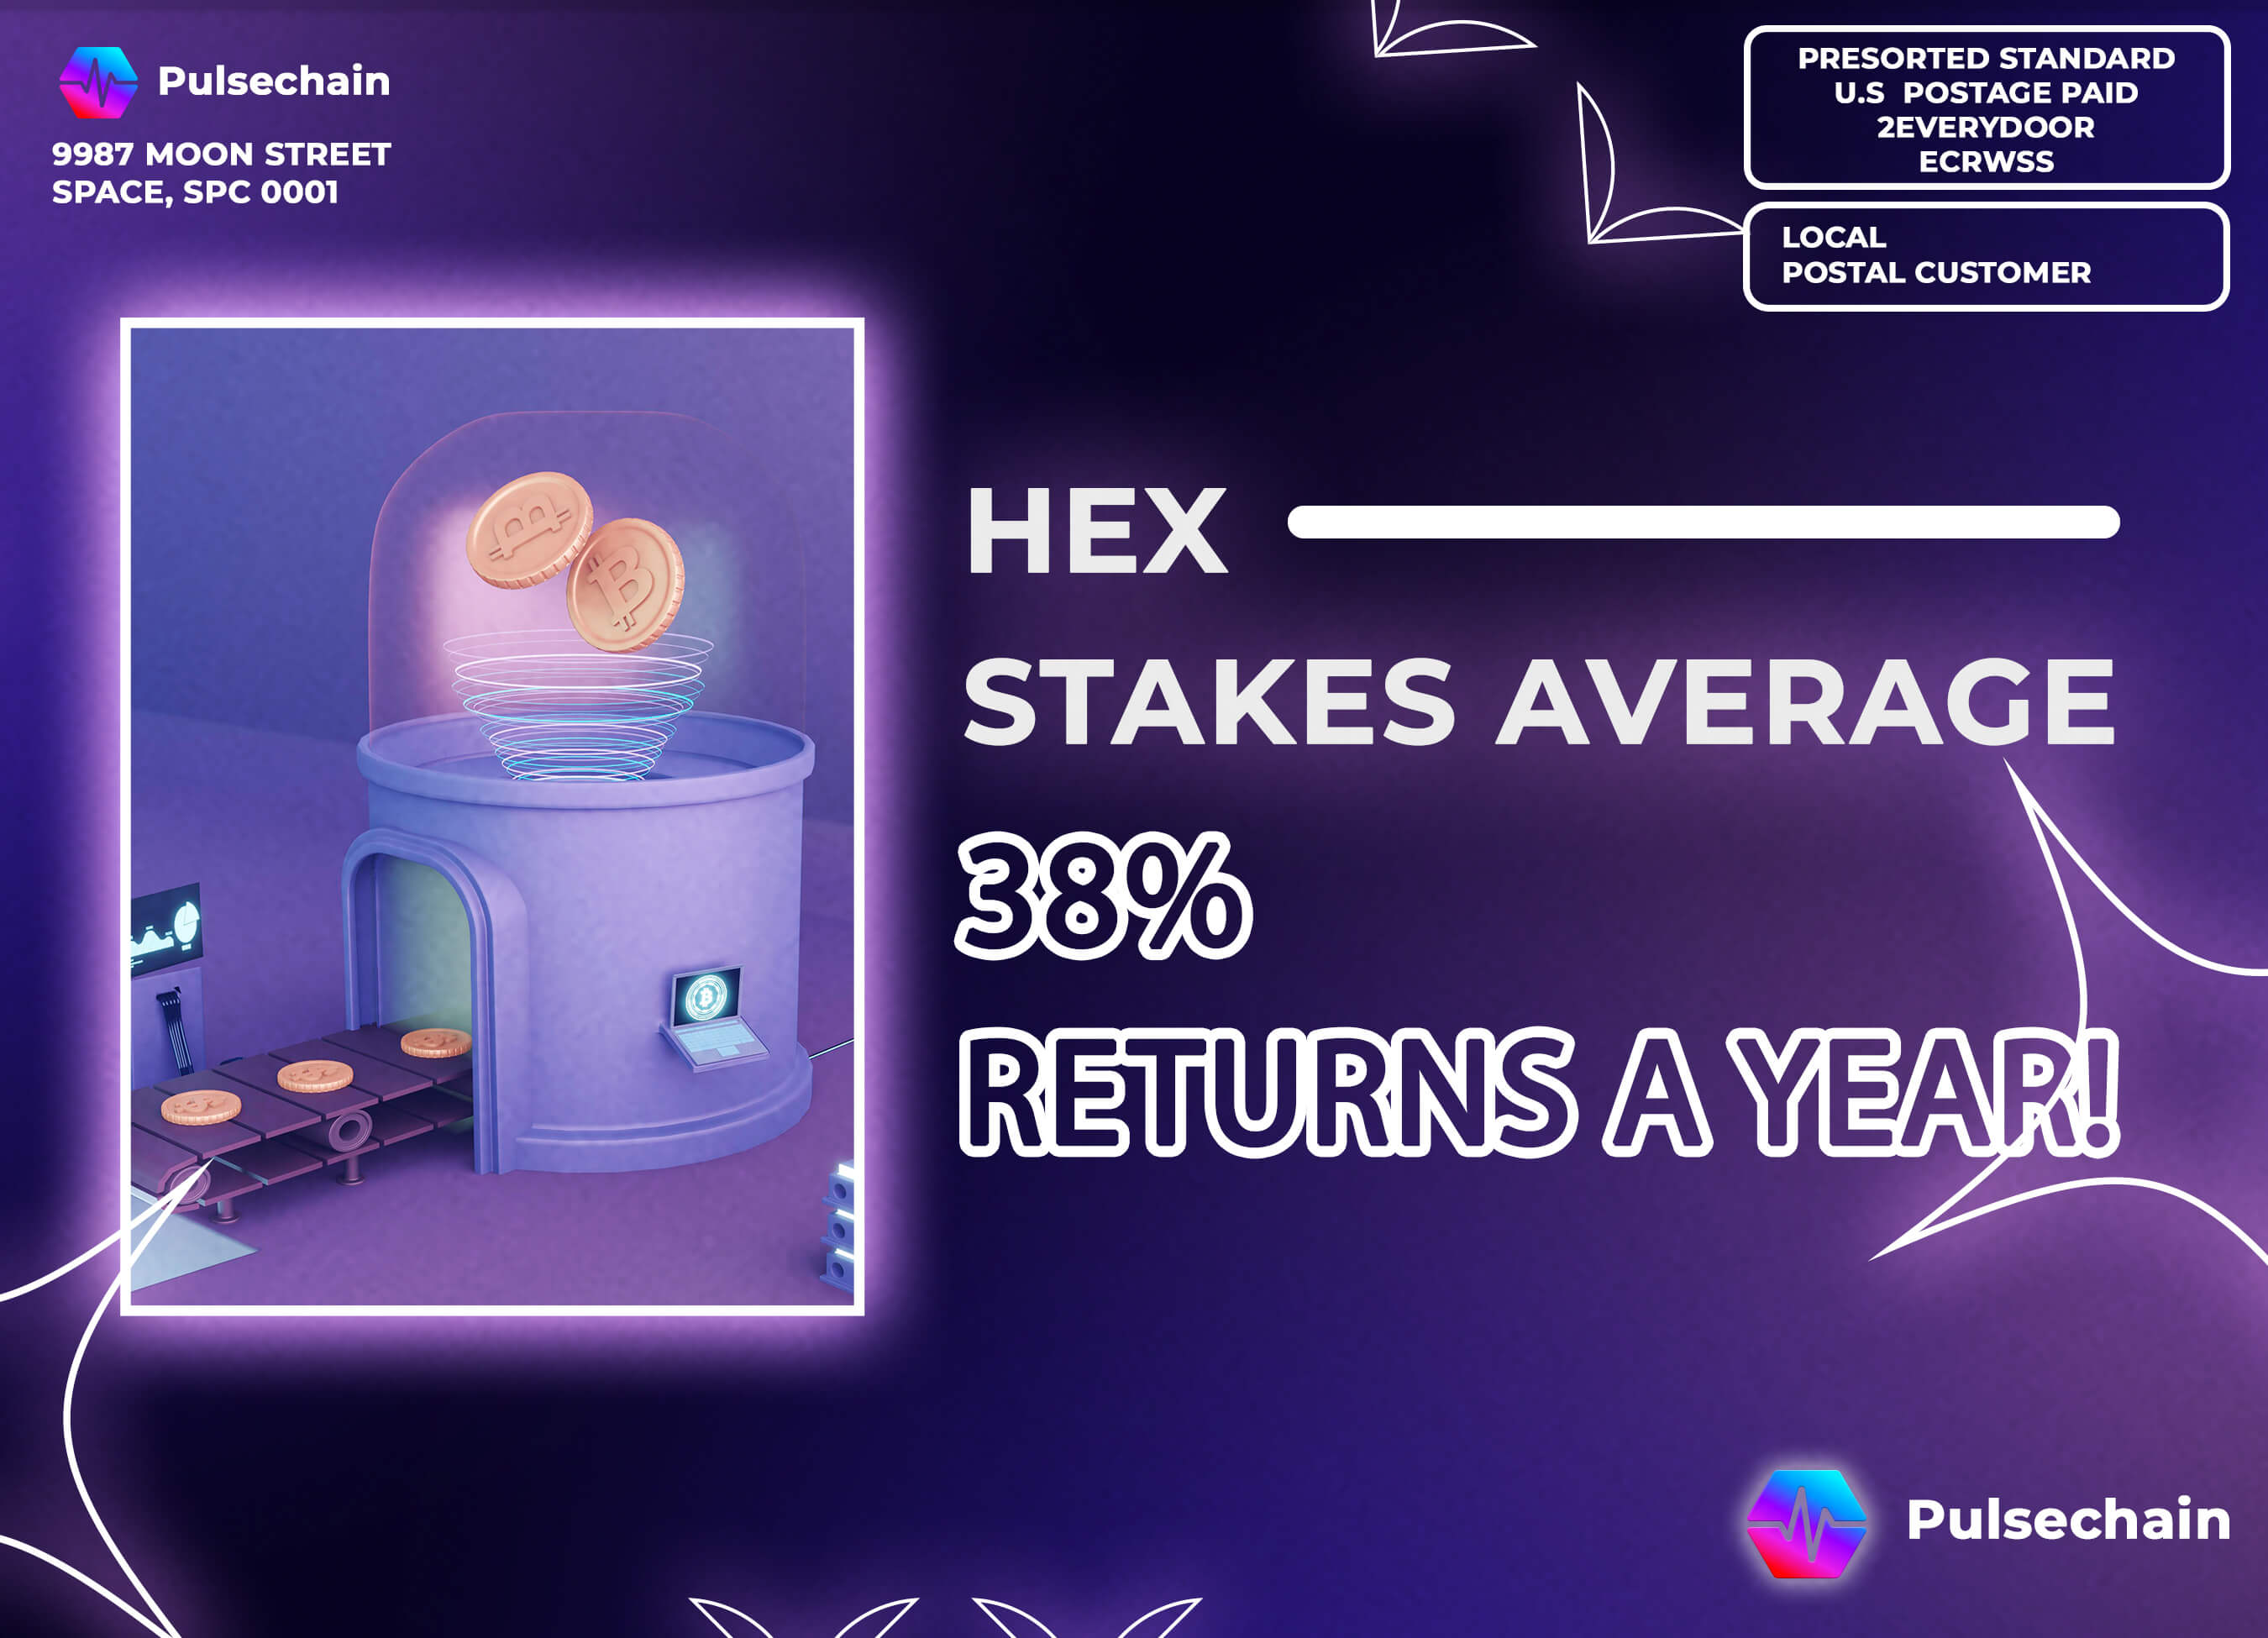 Pulsechain
9987 MOON STREET
SPACE, SPC 0001
PRESORTED STANDARD
U.S POSTAGE PAID
2EVERYDOOR
ECRWSS
LOCAL
POSTAL CUSTOMER
HEX
STAKES AVERAGE
38%
RETURNS A YEAR!
Pulsechain